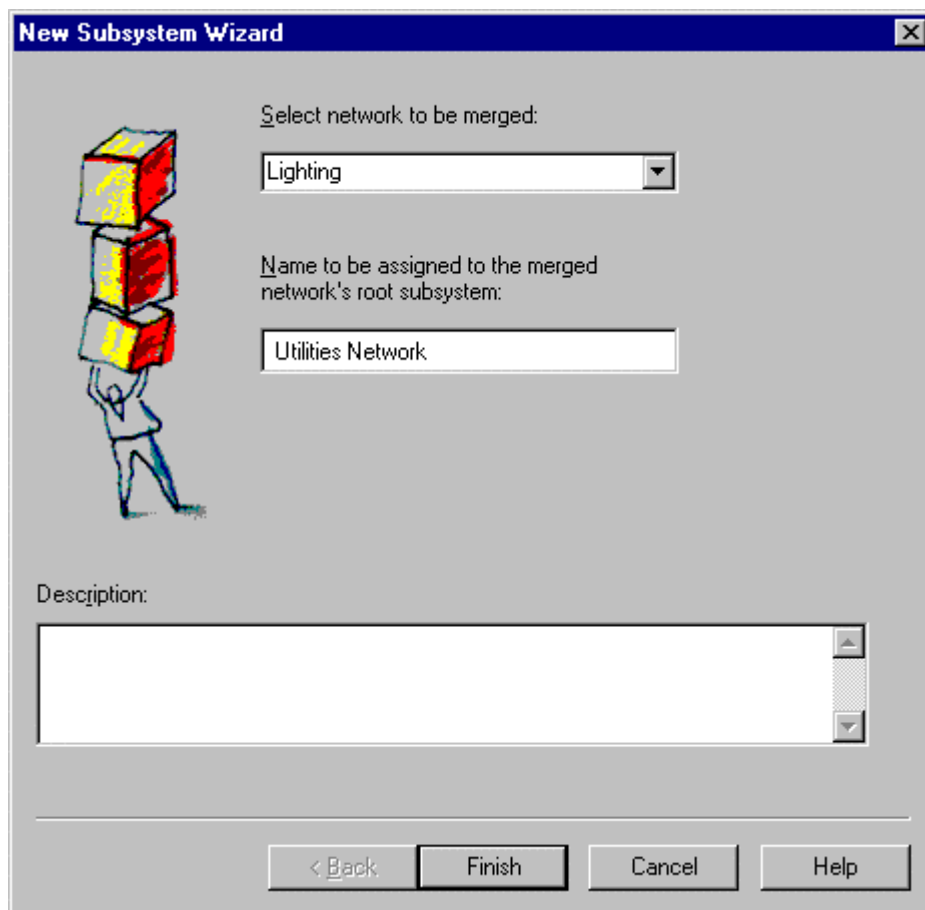 New Subsystem Wizard
Select network to be merged:
Lighting
Name to be assigned to the merged
network's root subsystem:
Utilities Network
Description:
< Back
Finish
Cancel
Help